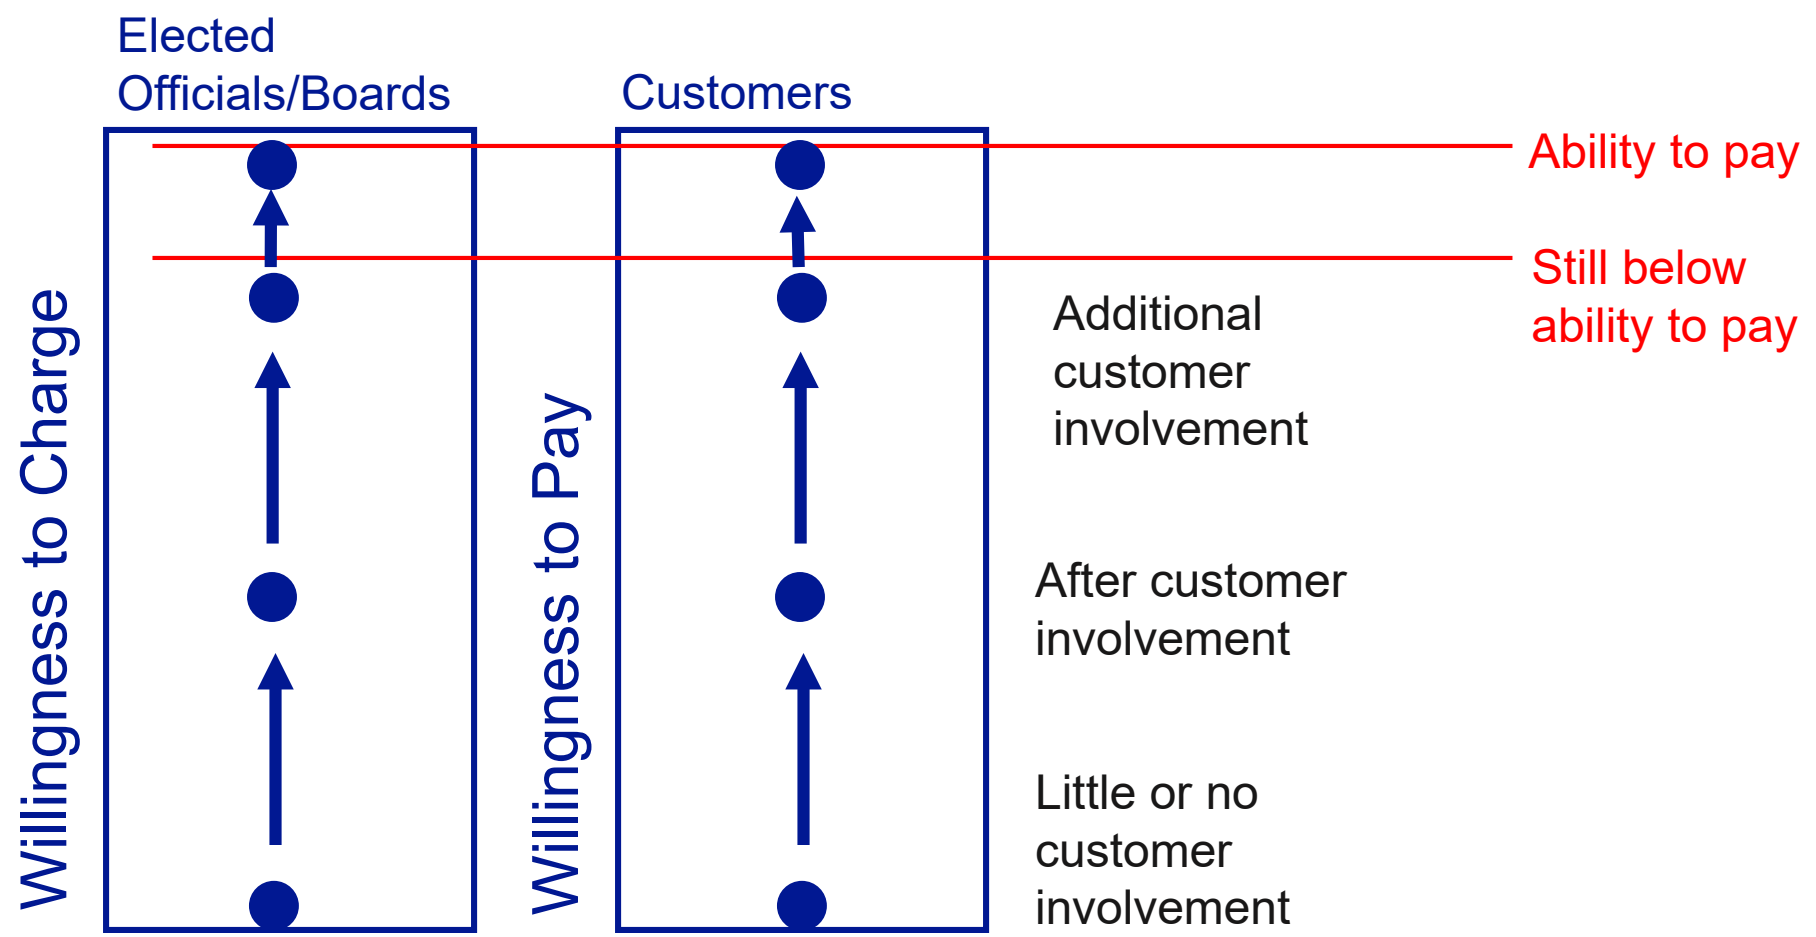 Elected
Officials/Boards
Customers
Willingness to Charge
Willingness to Pay
Ability to pay
Still below
ability to pay
Additional
customer
involvement
After customer
involvement
Little or no
customer
involvement